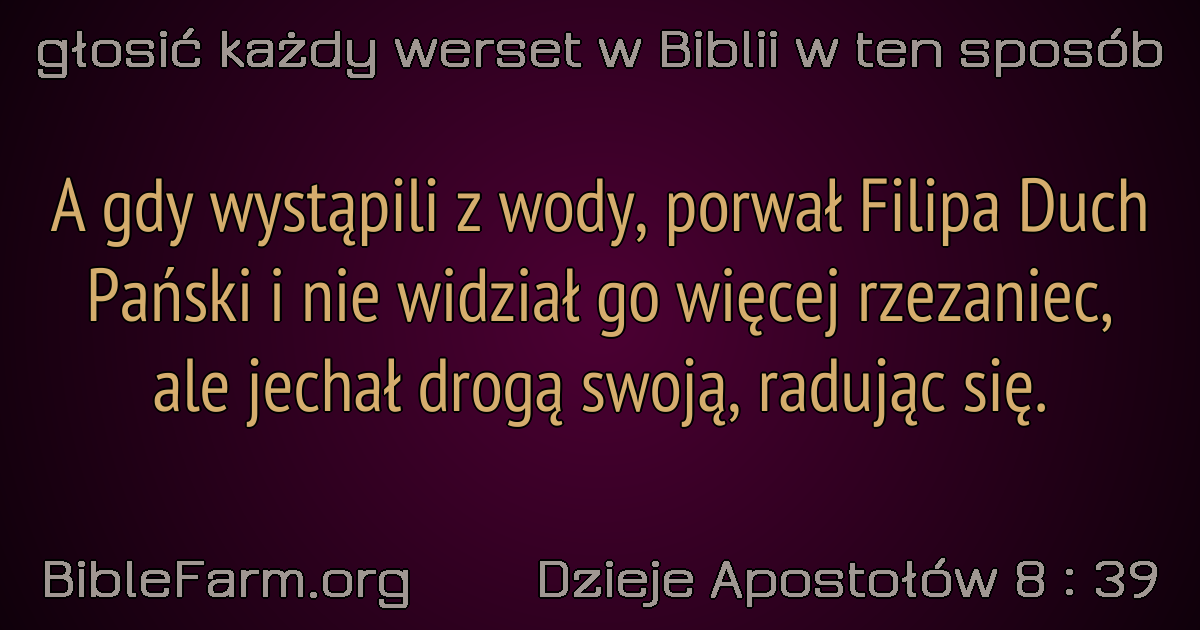 głosić każdy werset w Biblii w ten sposób
A gdy wystąpili z wody, porwał Filipa Duch
Pański i nie widział go więcej rzezaniec,
ale jechał drogą swoją, radując się.
BibleFarm.org
Dzieje Apostołów 8 : 39